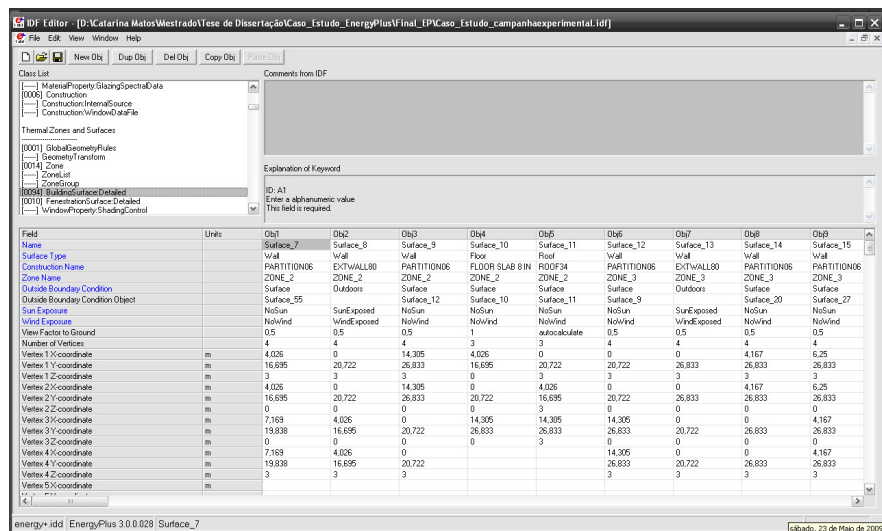 IDF Editor - [D:\Catarina Matos\Mestrado\Tese de Dissertação\Caso_Estudo_EnergyPlus\Final_EP\Caso_Estudo_campanhaexperimental.idf]
File Edit View Window Help
New Obj Dup Obj Del Obj Copy Obj Paste Obj
Class List Comments from IDF
[-----] MaterialProperty:GlazingSpectralData
[0006] Construction
[-----] Construction:InternalSource
[-----] Construction:WindowDataFile
Thermal Zones and Surfaces
-------------------------
[0001] GlobalGeometryRules
[-----] GeometryTransform
[0014] Zone
[-----] ZoneList
[-----] ZoneGroup
[0094] BuildingSurface:Detailed
[0010] FenestrationSurface:Detailed
[-----] WindowProperty:ShadingControl
Explanation of Keyword
ID: A1
Enter a alphanumeric value
This field is required.
Field Units Obj1 Obj2 Obj3 Obj4 Obj5 Obj6 Obj7 Obj8 Obj9
Name Surface_7 Surface_8 Surface_9 Surface_10 Surface_11 Surface_12 Surface_13 Surface_14 Surface_15
Surface Type Wall Wall Wall Floor Roof Wall Wall Wall Wall
Construction Name PARTITION06 EXTWALL80 PARTITION06 FLOOR SLAB 8 IN ROOF34 PARTITION06 EXTWALL80 PARTITION06 PARTITION06
Zone Name ZONE_2 ZONE_2 ZONE_2 ZONE_2 ZONE_2 ZONE_3 ZONE_3 ZONE_3 ZONE_3
Outside Boundary Condition Surface Outdoors Surface Surface Surface Surface Outdoors Surface Surface
Outside Boundary Condition Object Surface_55 Surface_12 Surface_10 Surface_11 Surface_9 Surface_20 Surface_27
Sun Exposure NoSun SunExposed NoSun NoSun NoSun NoSun SunExposed NoSun NoSun
Wind Exposure NoWind WindExposed NoWind NoWind NoWind NoWind WindExposed NoWind NoWind
View Factor to Ground 0,5 0,5 0,5 1 autocalculate 0,5 0,5 0,5 0,5
Number of Vertices 4 4 4 3 3 4 4 4 4
Vertex 1 X-coordinate m 4,026 0 14,305 4,026 0 0 0 4,167 6,25
Vertex 1 Y-coordinate m 16,695 20,722 26,833 16,695 20,722 20,722 26,833 26,833 26,833
Vertex 1 Z-coordinate m 3 3 3 0 3 3 3 3 3
Vertex 2 X-coordinate m 4,026 0 14,305 0 4,026 0 0 4,167 6,25
Vertex 2 Y-coordinate m 16,695 20,722 26,833 20,722 16,695 20,722 26,833 26,833 26,833
Vertex 2 Z-coordinate m 0 0 0 0 3 0 0 0 0
Vertex 3 X-coordinate m 7,169 4,026 0 14,305 14,305 14,305 0 0 4,167
Vertex 3 Y-coordinate m 19,838 16,695 20,722 26,833 26,833 26,833 20,722 26,833 26,833
Vertex 3 Z-coordinate m 0 0 0 0 3 0 0 0 0
Vertex 4 X-coordinate m 7,169 4,026 0 14,305 0 0 4,167
Vertex 4 Y-coordinate m 19,838 16,695 20,722 26,833 20,722 26,833 26,833
Vertex 4 Z-coordinate m 3 3 3 3 3 3 3
Vertex 5 X-coordinate m
energy+.idd EnergyPlus 3.0.0.028 Surface_7 sábado, 23 de Maio de 2009